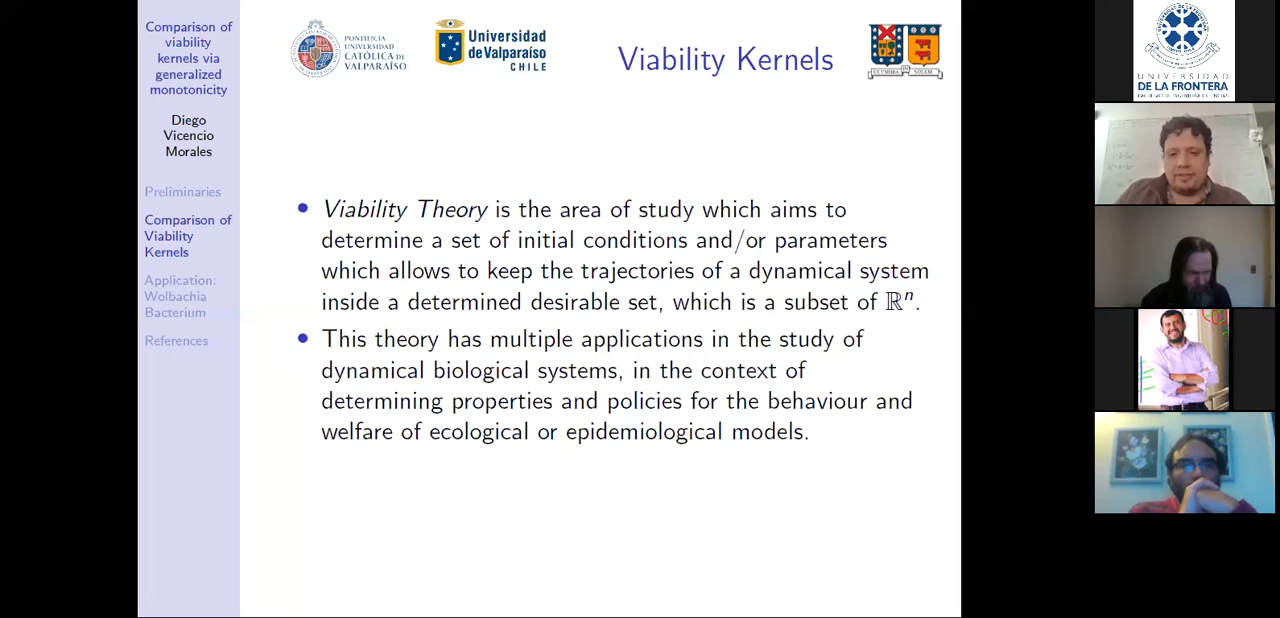 Comparison of
viability
kernels via
generalized
monotonicity
Diego
Vicencio
Morales
Preliminaries
Comparison of
Viability
Kernels
Application:
Wolbachia
Bacterium
References
PONTIFICIA
UNIVERSIDAD
CATÓLICA DE
VALPARAÍSO
Universidad
de Valparaíso
CHILE
Viability Kernels
• Viability Theory is the area of study which aims to
determine a set of initial conditions and/or parameters
which allows to keep the trajectories of a dynamical system
inside a determined desirable set, which is a subset of ℝⁿ.
• This theory has multiple applications in the study of
dynamical biological systems, in the context of
determining properties and policies for the behaviour and
welfare of ecological or epidemiological models.
UNIVERSIDAD
DE LA FRONTERA